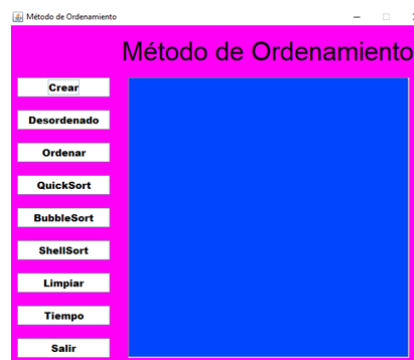 Método de Ordenamiento
Método de Ordenamiento
Crear
Desordenado
Ordenar
QuickSort
BubbleSort
ShellSort
Limpiar
Tiempo
Salir